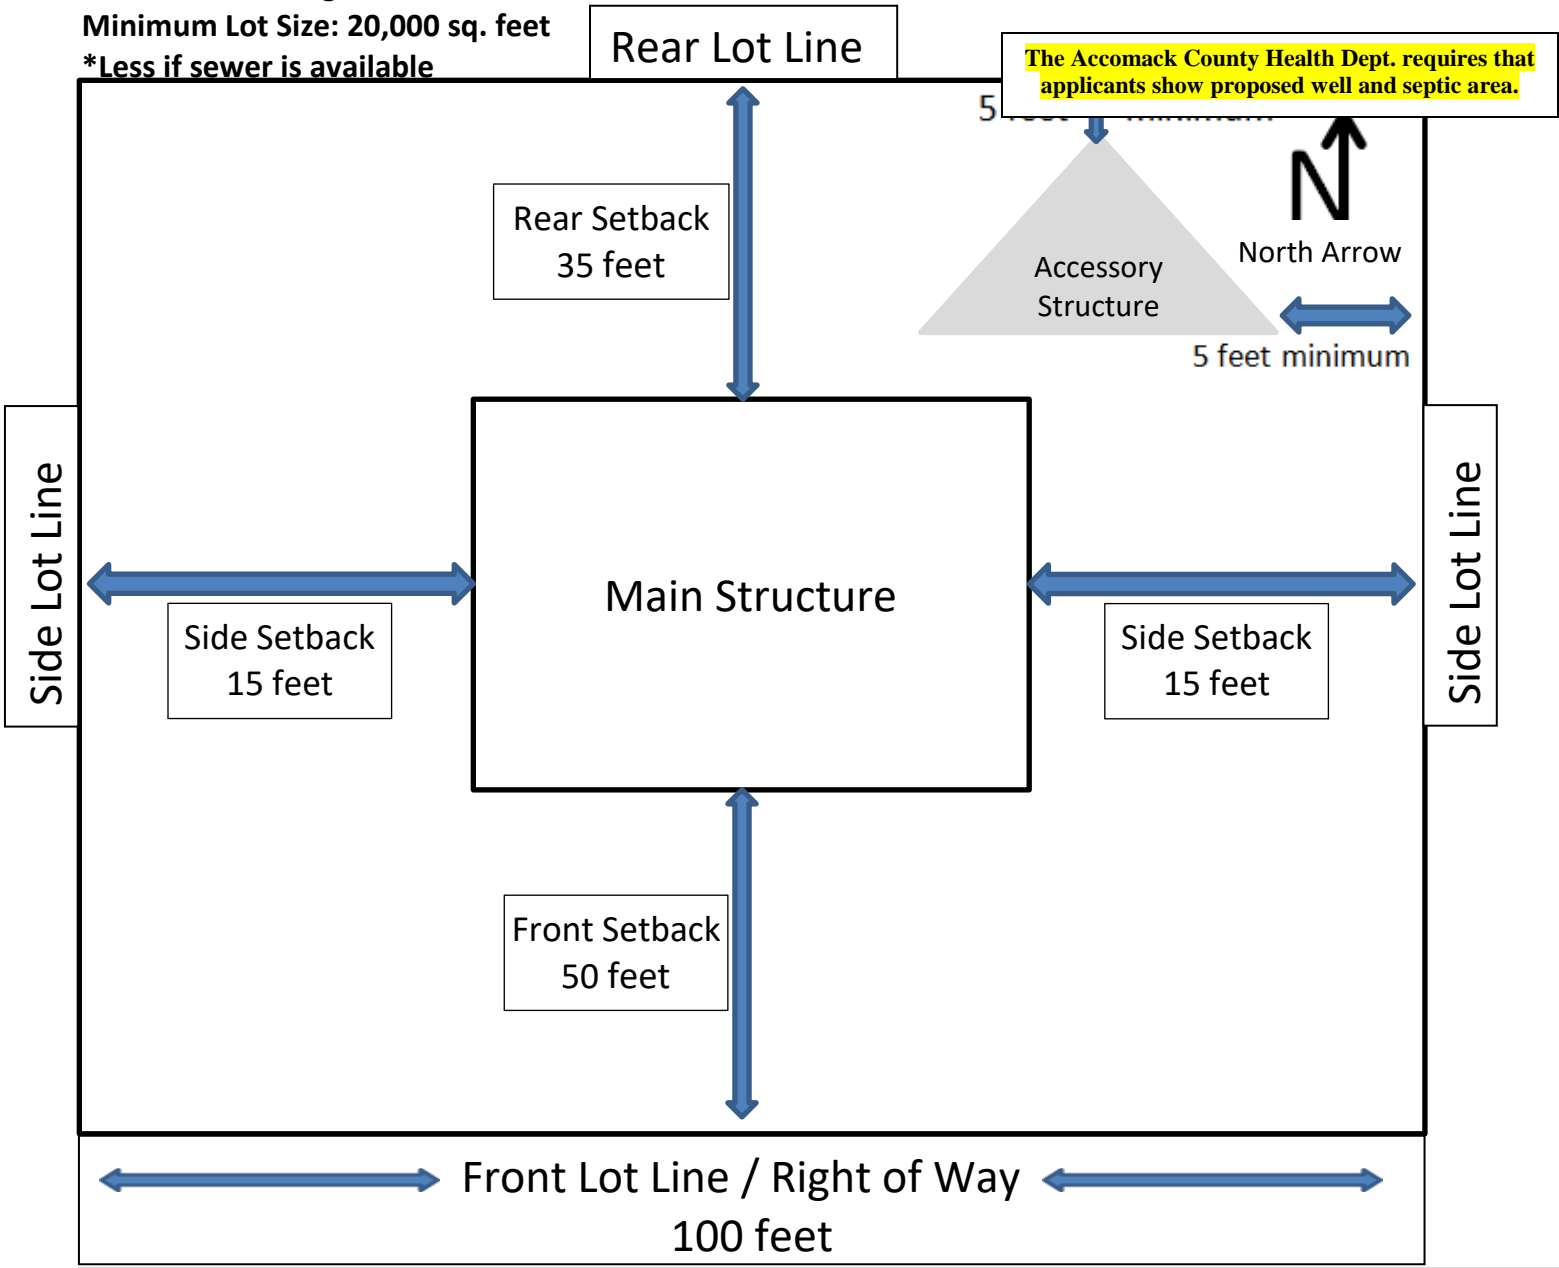 Minimum Lot Size: 20,000 sq. feet
*Less if sewer is available
Rear Lot Line
The Accomack County Health Dept. requires that
applicants show proposed well and septic area.
5 feet minimum
N
North Arrow
Rear Setback
35 feet
Accessory
Structure
5 feet minimum
Side Lot Line
Main Structure
Side Lot Line
Side Setback
15 feet
Side Setback
15 feet
Front Setback
50 feet
Front Lot Line / Right of Way
100 feet